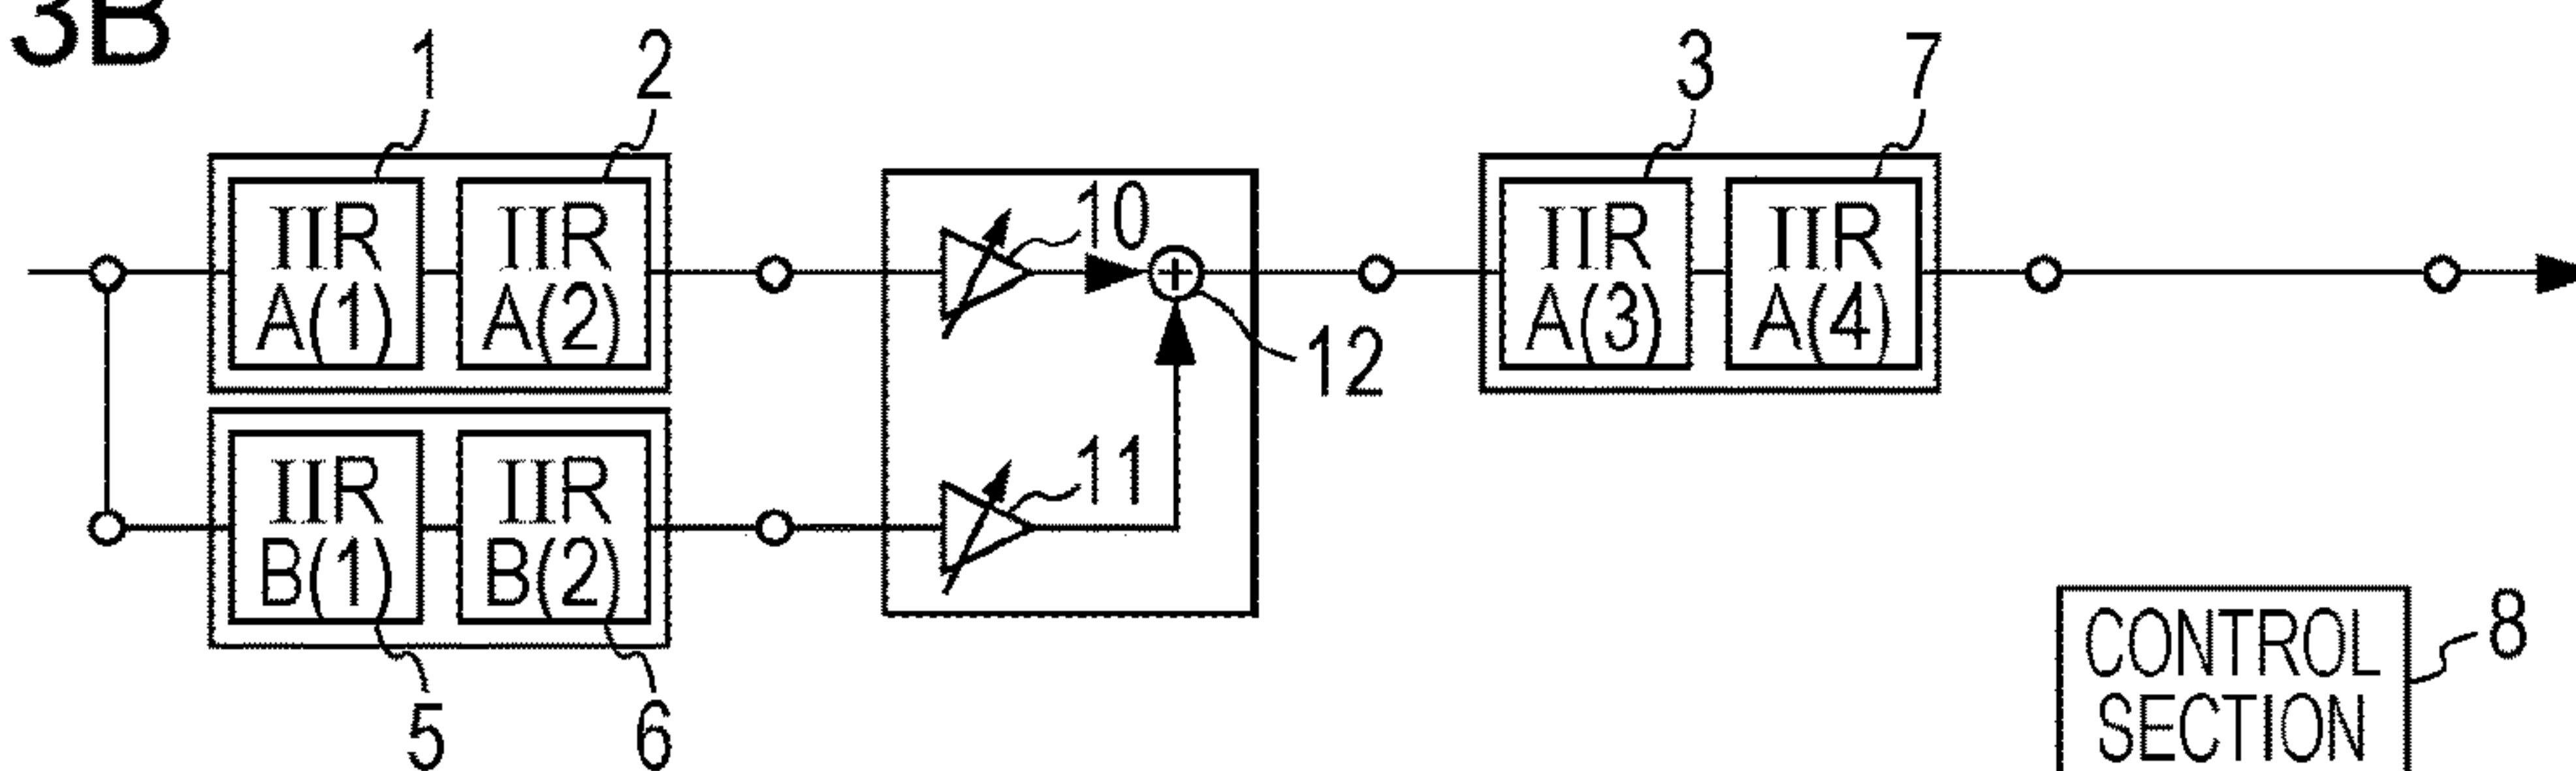 3B
1
2
3
7
IIR
A(1)
IIR
A(2)
10
12
IIR
A(3)
IIR
A(4)
IIR
B(1)
IIR
B(2)
11
5
6
CONTROL
SECTION
8